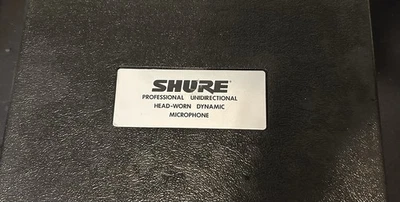 SHURE
PROFESSIONAL UNIDIRECTIONAL
HEAD-WORN DYNAMIC
MICROPHONE